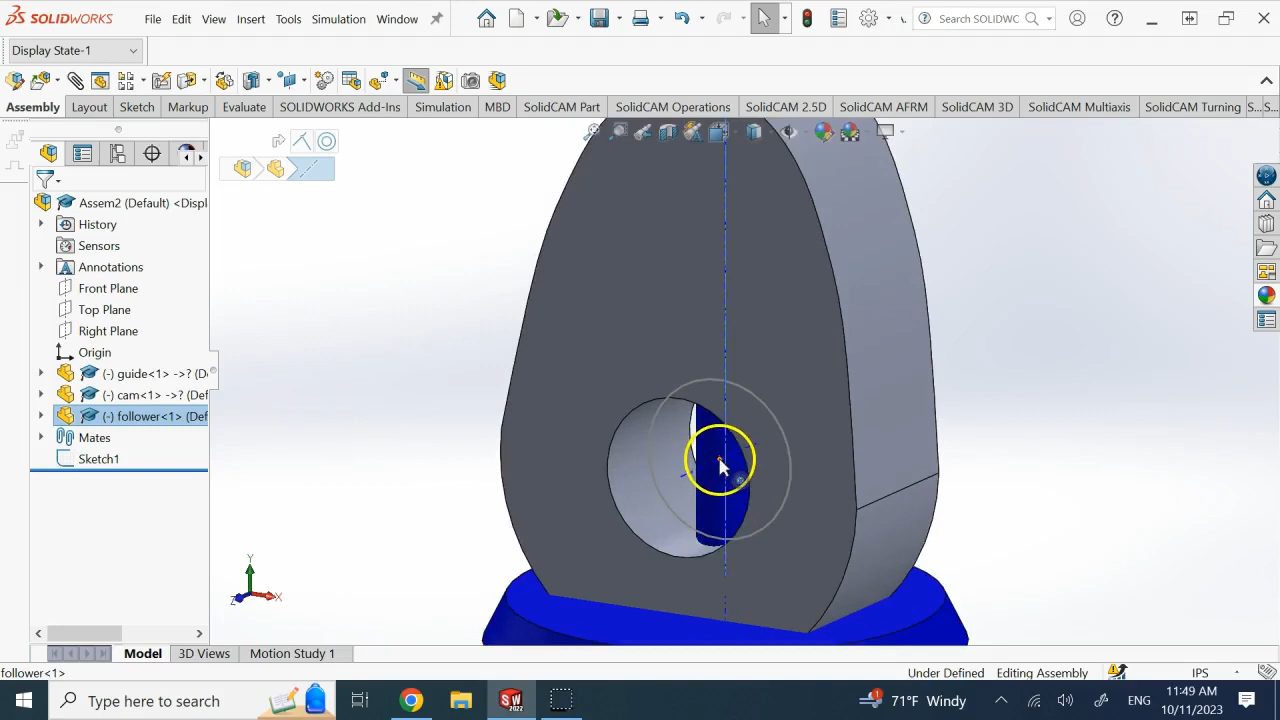 SOLIDWORKS File Edit View Insert Tools Simulation Window Search SOLIDWC
Display State-1
Assembly Layout Sketch Markup Evaluate SOLIDWORKS Add-Ins Simulation MBD SolidCAM Part SolidCAM Operations SolidCAM 2.5D SolidCAM AFRM SolidCAM 3D SolidCAM Multiaxis SolidCAM Turning S... S...
Assem2 (Default) <Displ
History
Sensors
Annotations
Front Plane
Top Plane
Right Plane
Origin
(-) guide<1> ->? (D
(-) cam<1> ->? (De
(-) follower<1> (Def
Mates
Sketch1
Y
Z X
Model 3D Views Motion Study 1
follower<1> Under Defined Editing Assembly IPS
Type here to search 2022 1 71°F Windy ENG 11:49 AM
10/11/2023